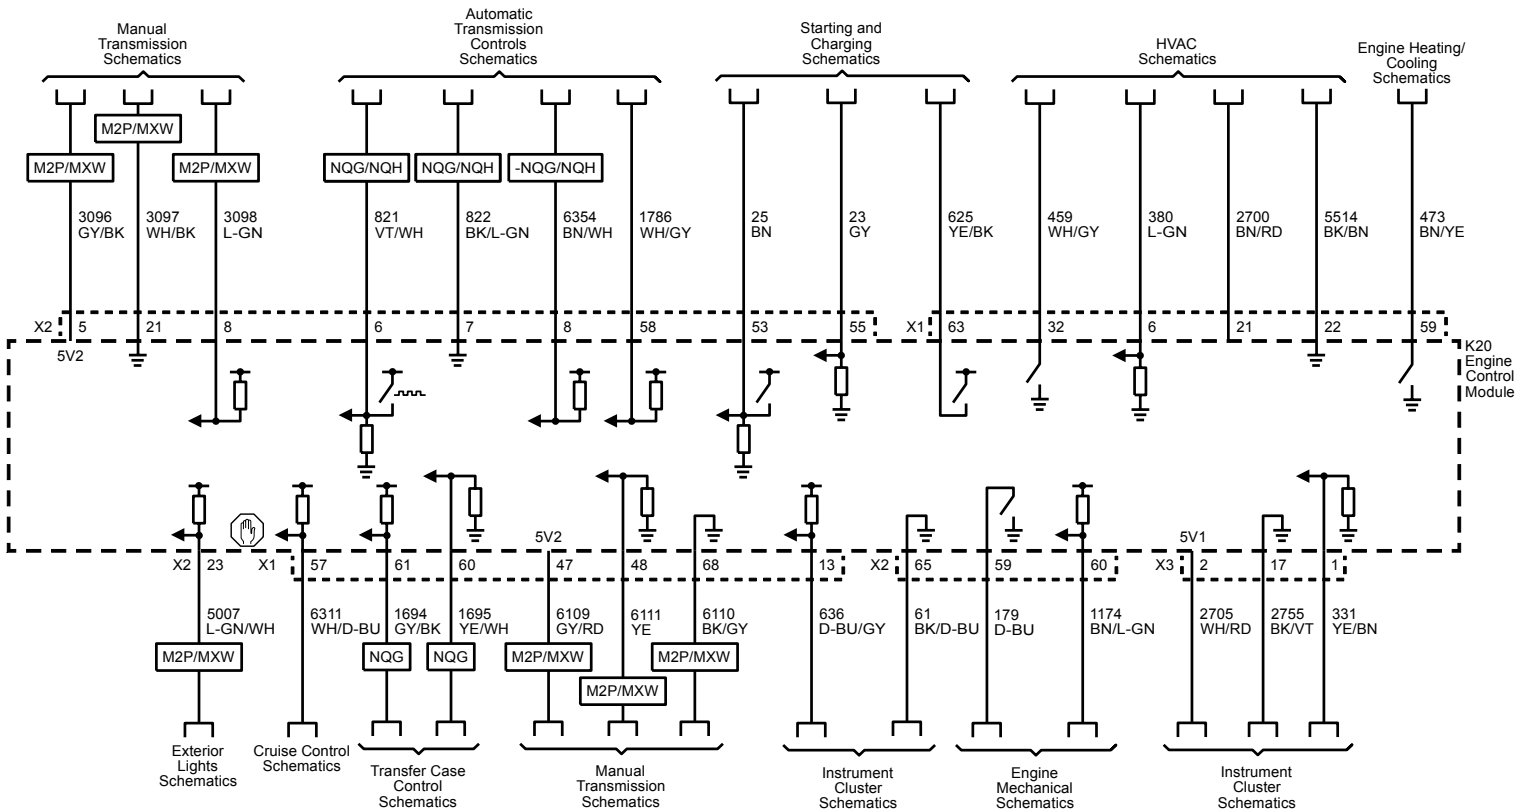 Manual
Transmission
Schematics
Automatic
Transmission
Controls
Schematics
Starting and
Charging
Schematics
HVAC
Schematics
Engine Heating/
Cooling
Schematics
M2P/MXW
M2P/MXW
M2P/MXW
NQG/NQH
NQG/NQH
-NQG/NQH
3096
GY/BK
3097
WH/BK
3098
L-GN
821
VT/WH
822
BK/L-GN
6354
BN/WH
1786
WH/GY
25
BN
23
GY
625
YE/BK
459
WH/GY
380
L-GN
2700
BN/RD
5514
BK/BN
473
BN/YE
X2 5 21 8 6 7 8 58 53 55 X1 63 32 6 21 22 59
5V2
K20
Engine
Control
Module
5V2
5V1
X2 23 X1 57 61 60 47 48 68 13 X2 65 59 60 X3 2 17 1
5007
L-GN/WH
6311
WH/D-BU
1694
GY/BK
1695
YE/WH
6109
GY/RD
6111
YE
6110
BK/GY
636
D-BU/GY
61
BK/D-BU
179
D-BU
1174
BN/L-GN
2705
WH/RD
2755
BK/VT
331
YE/BN
M2P/MXW
NQG
NQG
M2P/MXW
M2P/MXW
M2P/MXW
Exterior
Lights
Schematics
Cruise Control
Schematics
Transfer Case
Control
Schematics
Manual
Transmission
Schematics
Instrument
Cluster
Schematics
Engine
Mechanical
Schematics
Instrument
Cluster
Schematics